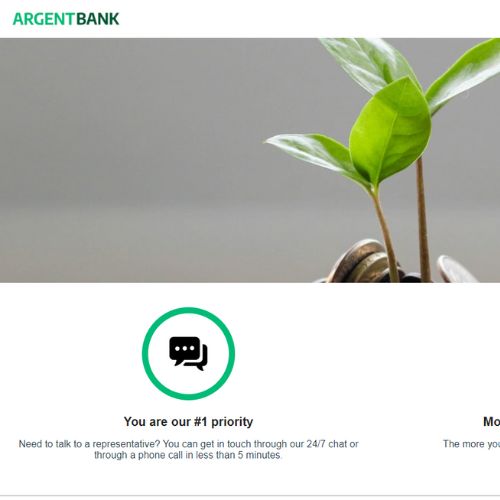 ARGENTBANK
You are our #1 priority
Need to talk to a representative? You can get in touch through our 24/7 chat or
through a phone call in less than 5 minutes.
Mo
The more you